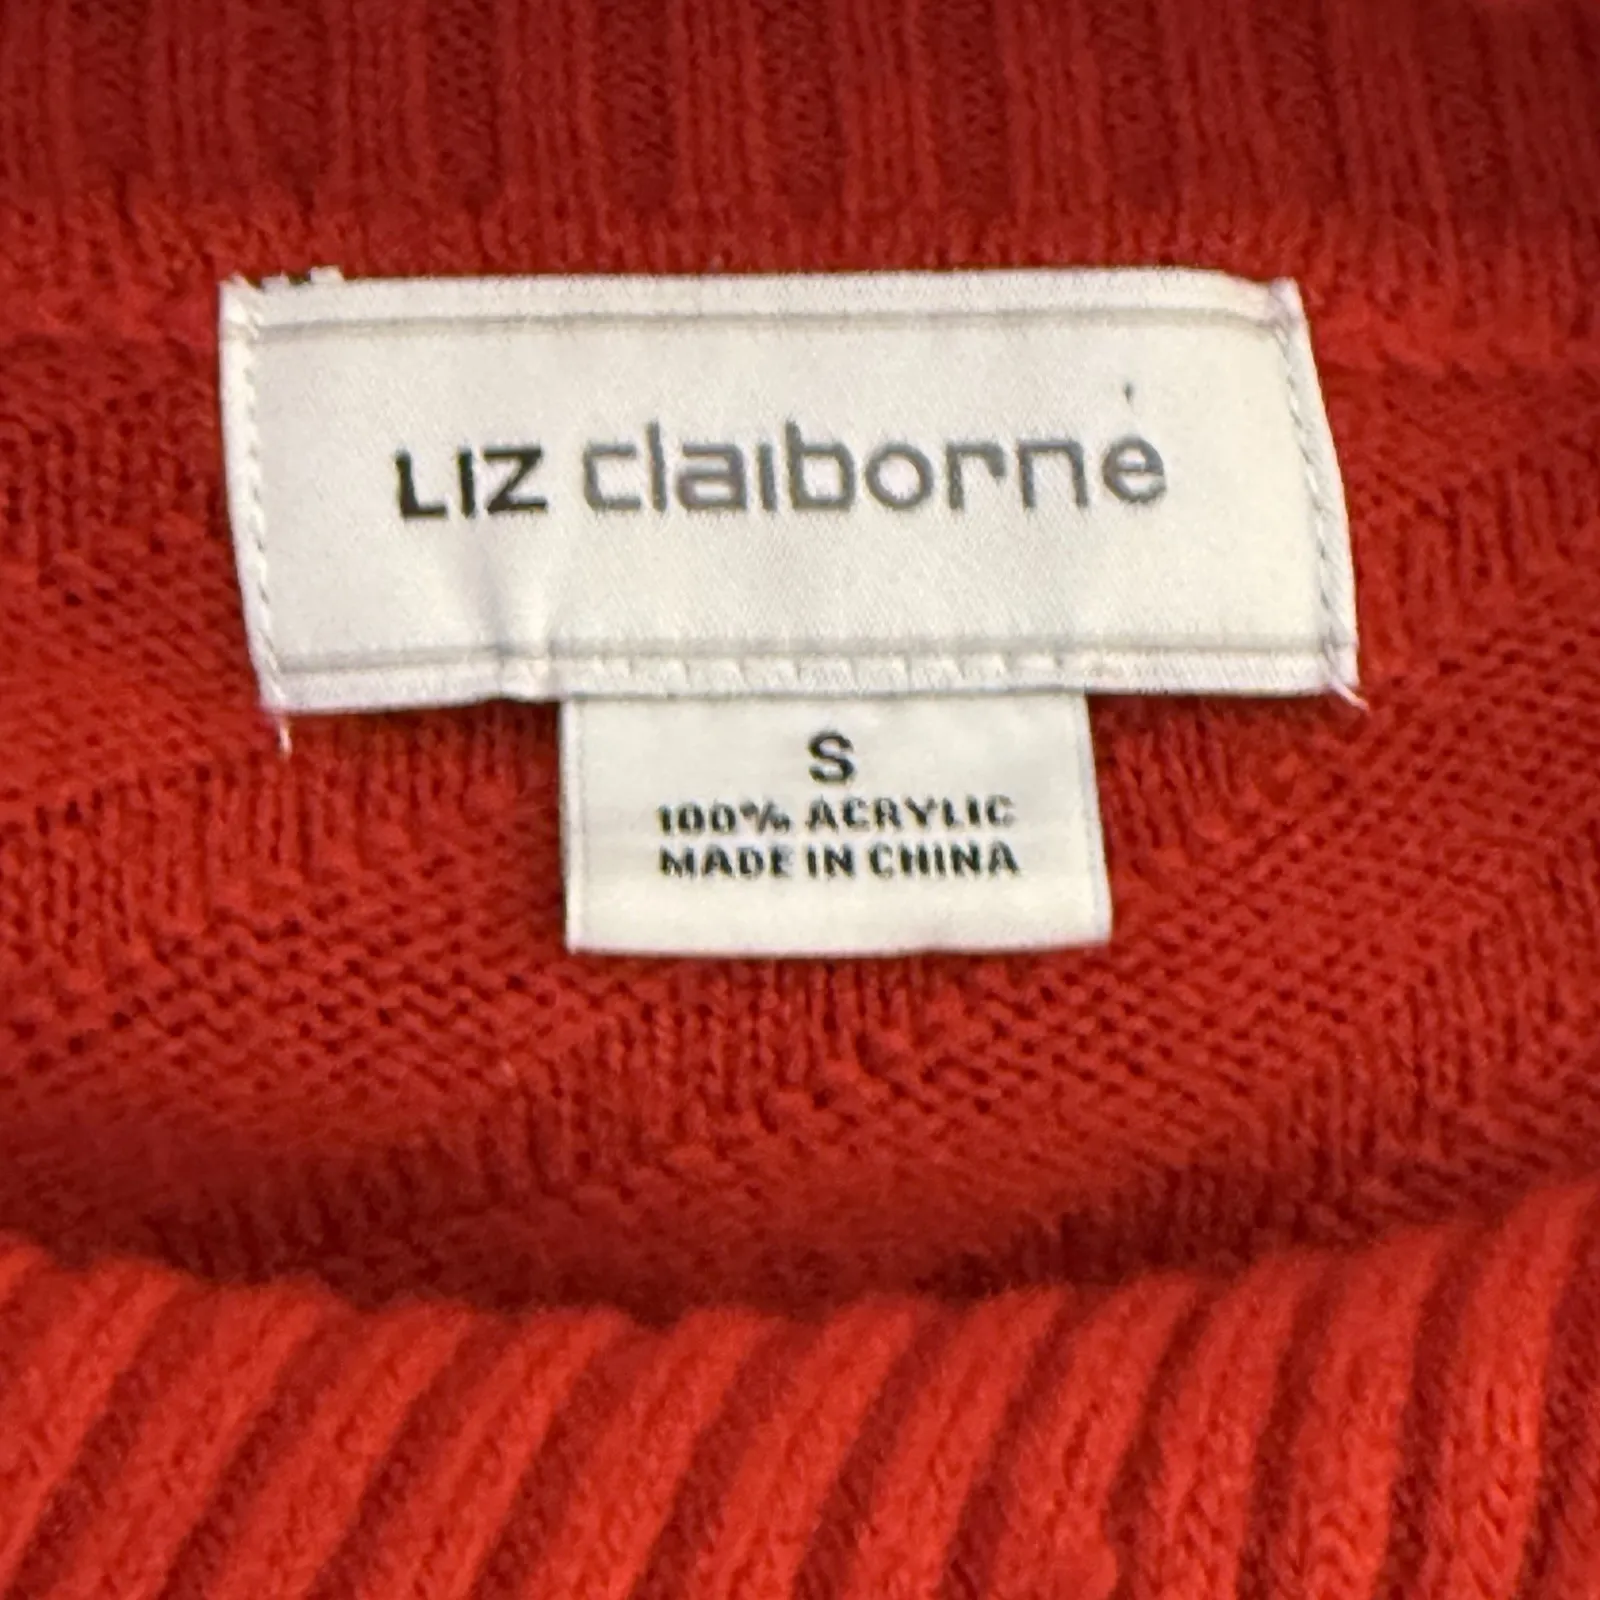 LIZ claiborne
S
100% ACRYLIC
MADE IN CHINA